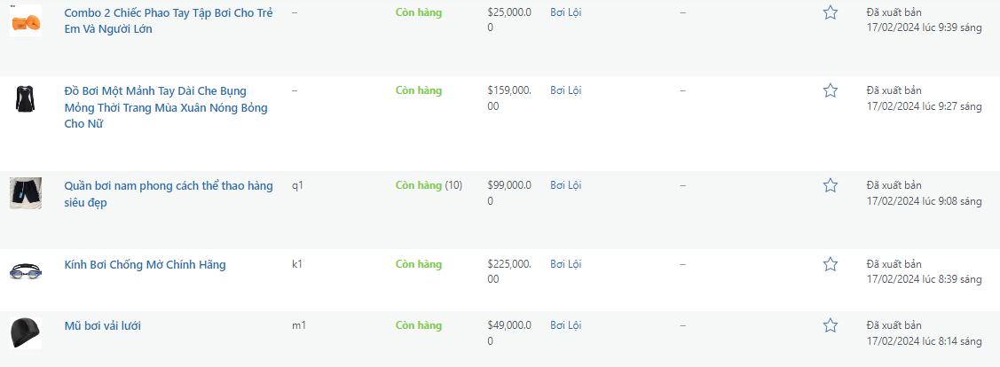 Combo 2 Chiếc Phao Tay Tập Bơi Cho Trẻ
Em Và Người Lớn
–
Còn hàng
$25,000.0
0
Bơi Lội
–
Đã xuất bản
17/02/2024 lúc 9:39 sáng
Đồ Bơi Một Mảnh Tay Dài Che Bụng
Mỏng Thời Trang Mùa Xuân Nóng Bỏng
Cho Nữ
–
Còn hàng
$159,000.
00
Bơi Lội
–
Đã xuất bản
17/02/2024 lúc 9:27 sáng
Quần bơi nam phong cách thể thao hàng
siêu đẹp
q1
Còn hàng (10)
$99,000.0
0
Bơi Lội
–
Đã xuất bản
17/02/2024 lúc 9:08 sáng
Kính Bơi Chống Mờ Chính Hãng
k1
Còn hàng
$225,000.
00
Bơi Lội
–
Đã xuất bản
17/02/2024 lúc 8:39 sáng
Mũ bơi vải lưới
m1
Còn hàng
$49,000.0
0
Bơi Lội
–
Đã xuất bản
17/02/2024 lúc 8:14 sáng